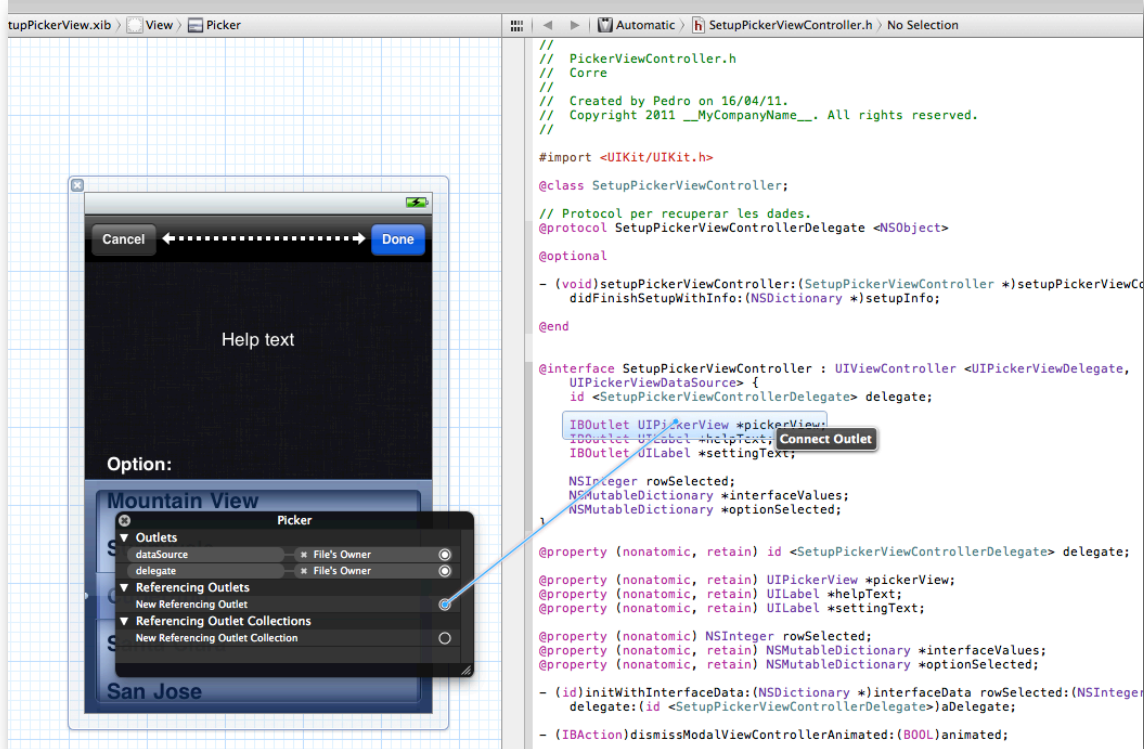 tupPickerView.xib 〉 View 〉 Picker
Automatic 〉 h SetupPickerViewController.h 〉 No Selection
Cancel
Done
Help text
Option:
Mountain View
San Jose
Picker
Outlets
dataSource File's Owner
delegate File's Owner
Referencing Outlets
New Referencing Outlet
Referencing Outlet Collections
New Referencing Outlet Collection
//
//  PickerViewController.h
//  Corre
//
//  Created by Pedro on 16/04/11.
//  Copyright 2011 __MyCompanyName__. All rights reserved.
//
#import <UIKit/UIKit.h>
@class SetupPickerViewController;
// Protocol per recuperar les dades.
@protocol SetupPickerViewControllerDelegate <NSObject>
@optional
- (void)setupPickerViewController:(SetupPickerViewController *)setupPickerViewCo
didFinishSetupWithInfo:(NSDictionary *)setupInfo;
@end
@interface SetupPickerViewController : UIViewController <UIPickerViewDelegate,
UIPickerViewDataSource> {
id <SetupPickerViewControllerDelegate> delegate;
IBOutlet UIPickerView *pickerView;
IBOutlet UILabel *helpText;
Connect Outlet
IBOutlet UILabel *settingText;
NSInteger rowSelected;
NSMutableDictionary *interfaceValues;
NSMutableDictionary *optionSelected;
}
@property (nonatomic, retain) id <SetupPickerViewControllerDelegate> delegate;
@property (nonatomic, retain) UIPickerView *pickerView;
@property (nonatomic, retain) UILabel *helpText;
@property (nonatomic, retain) UILabel *settingText;
@property (nonatomic) NSInteger rowSelected;
@property (nonatomic, retain) NSMutableDictionary *interfaceValues;
@property (nonatomic, retain) NSMutableDictionary *optionSelected;
- (id)initWithInterfaceData:(NSDictionary *)interfaceData rowSelected:(NSInteger
delegate:(id <SetupPickerViewControllerDelegate>)aDelegate;
- (IBAction)dismissModalViewControllerAnimated:(BOOL)animated;